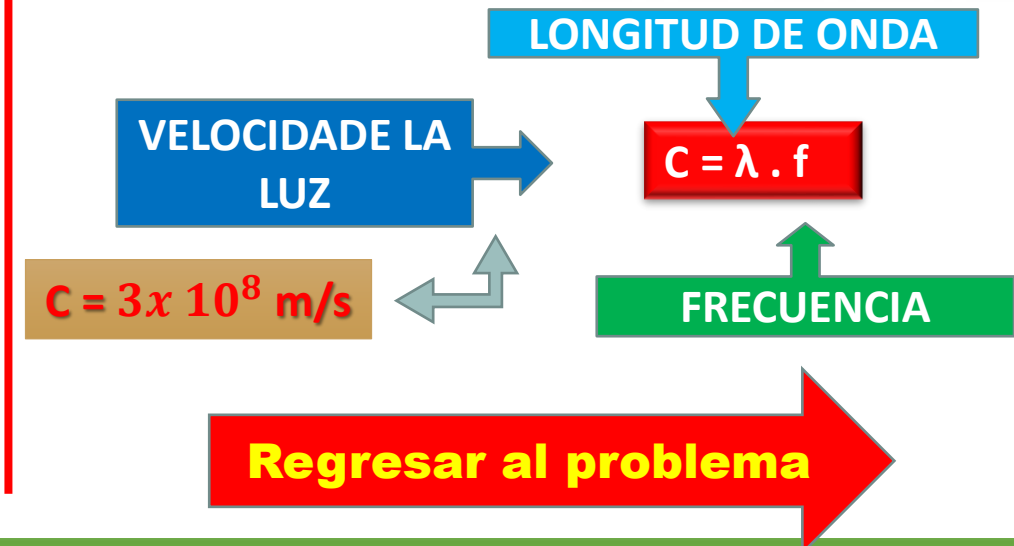 LONGITUD DE ONDA
VELOCIDADE LA
LUZ
C = λ . f
C = 3x 10⁸ m/s
FRECUENCIA
Regresar al problema